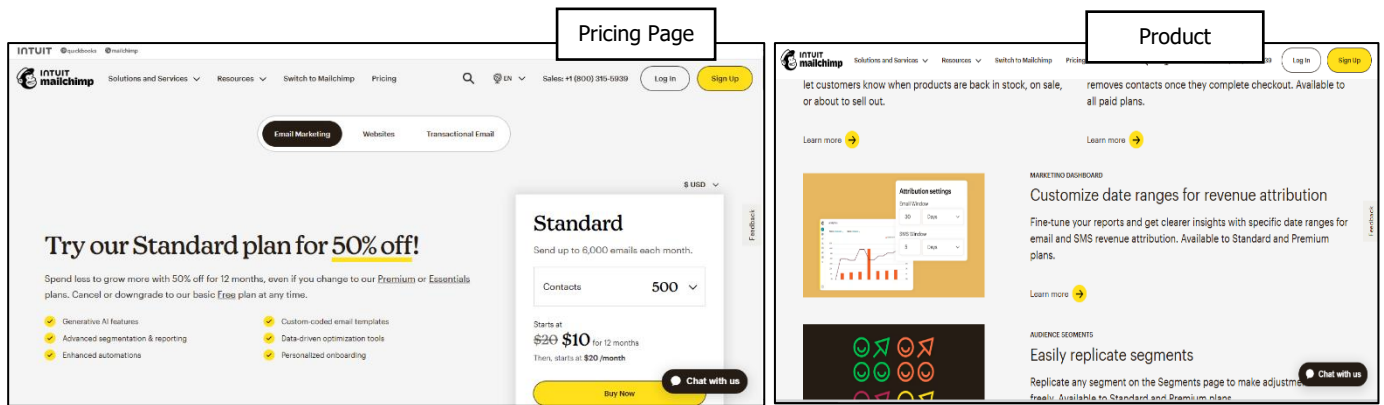 Pricing Page
INTUIT quickbooks mailchimp
INTUIT mailchimp Solutions and Services Resources Switch to Mailchimp Pricing EN Sales: +1 (800) 315-5939 Log In Sign Up
Email Marketing Websites Transactional Email
$ USD
Feedback
Try our Standard plan for 50% off!
Spend less to grow more with 50% off for 12 months, even if you change to our Premium or Essentials
plans. Cancel or downgrade to our basic Free plan at any time.
Generative AI features Custom-coded email templates
Advanced segmentation & reporting Data-driven optimization tools
Enhanced automations Personalized onboarding
Standard
Send up to 6,000 emails each month.
Contacts 500
Starts at
$20 $10 for 12 months
Then, starts at $20 /month
Buy Now
Chat with us
Product
INTUIT mailchimp Solutions and Services Resources Switch to Mailchimp Pricing 39 Log In Sign Up
let customers know when products are back in stock, on sale,
or about to sell out.
Learn more
removes contacts once they complete checkout. Available to
all paid plans.
Learn more
Attribution settings
Email Window
30 Days
SMS Window
Days
MARKETING DASHBOARD
Customize date ranges for revenue attribution
Fine-tune your reports and get clearer insights with specific date ranges for
email and SMS revenue attribution. Available to Standard and Premium
plans.
Learn more
Feedback
AUDIENCE SEGMENTS
Easily replicate segments
Replicate any segment on the Segments page to make
freely. Available to Standard and Premium plans.
Chat with us